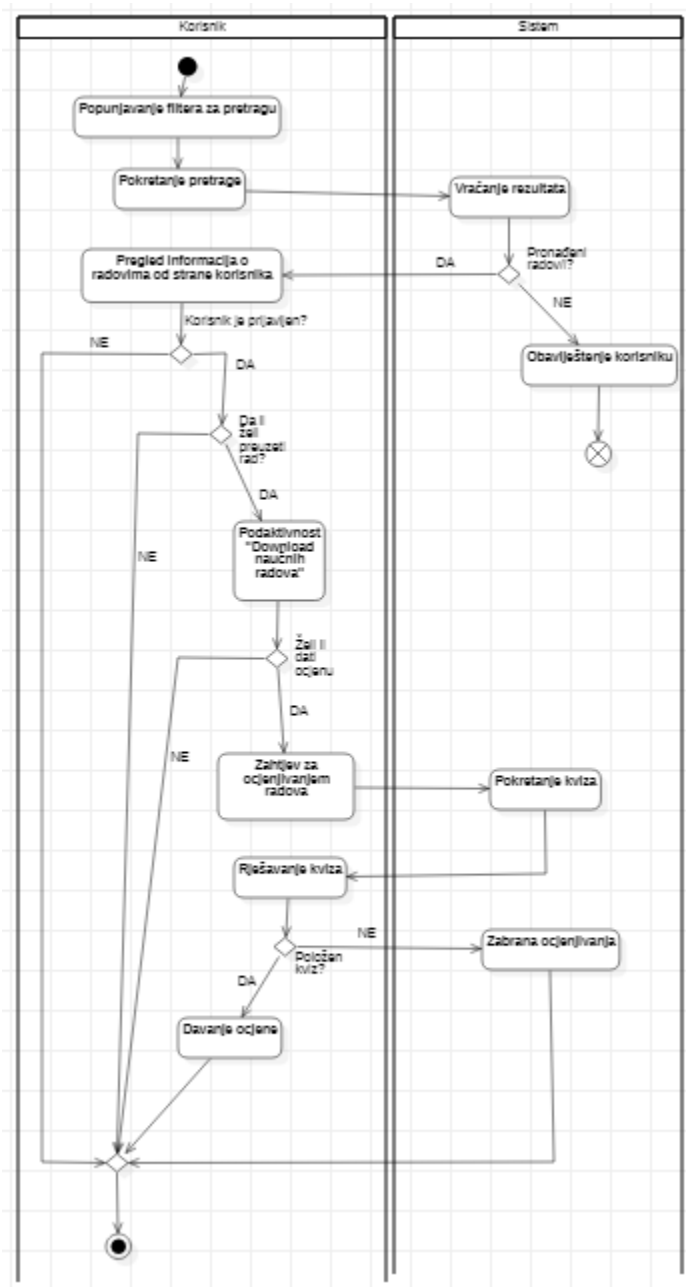 Korisnik
Sistem
Popunjavanje filtera za pretragu
Pokretanje pretrage
Vraćanje rezultata
Pregled informacija o
radovima od strane korisnika
DA
Pronađeni
radovi?
NE
Korisnik je prijavljen?
NE
DA
Obavještenje korisniku
Da li
želi
preuzeti
rad?
DA
Podaktivnost
"Download
naučnih
radova"
NE
Želi li
dati
ocjenu
DA
NE
Zahtjev za
ocjenjivanjem
radova
Pokretanje kviza
Rješavanje kviza
NE
Položen
kviz?
Zabrana ocjenjivanja
DA
Davanje ocjene